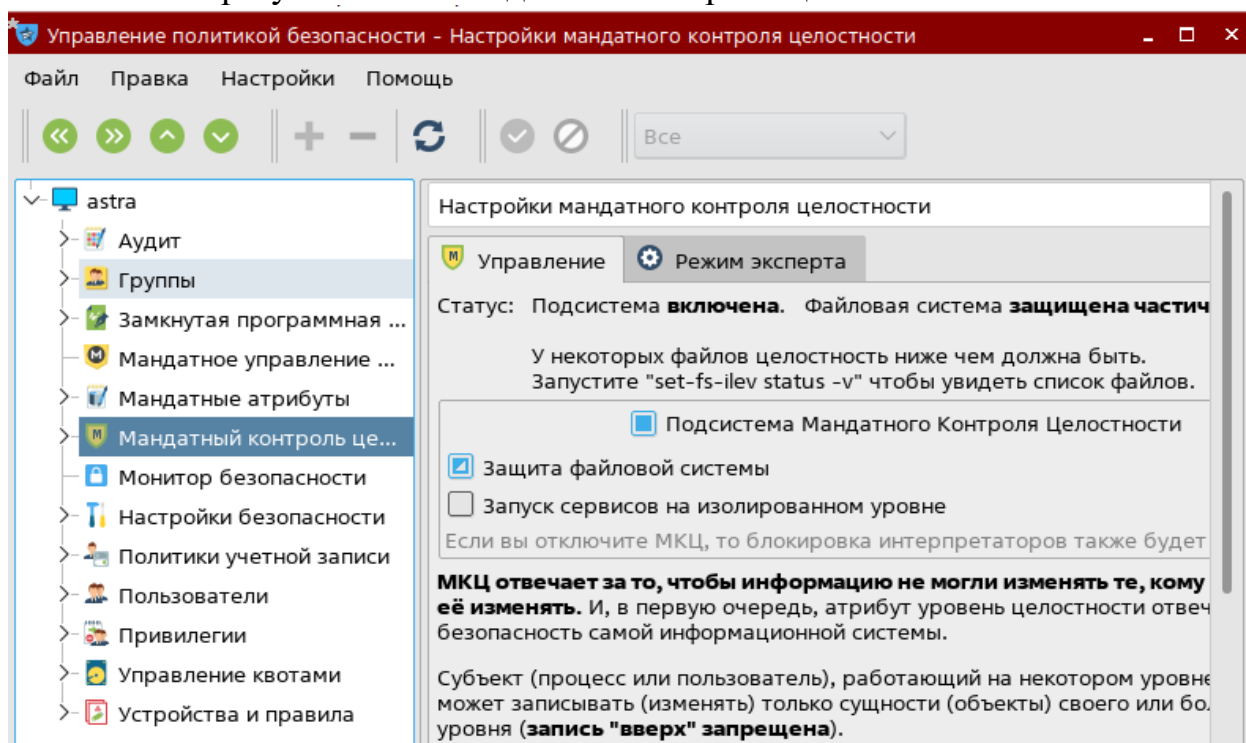 Управление политикой безопасности – Настройки мандатного контроля целостности
Файл Правка Настройки Помощь
Все
astra
Аудит
Группы
Замкнутая программная ...
Мандатное управление ...
Мандатные атрибуты
Мандатный контроль це...
Монитор безопасности
Настройки безопасности
Политики учетной записи
Пользователи
Привилегии
Управление квотами
Устройства и правила
Настройки мандатного контроля целостности
Управление Режим эксперта
Статус: Подсистема включена. Файловая система защищена частич
У некоторых файлов целостность ниже чем должна быть.
Запустите "set-fs-ilev status -v" чтобы увидеть список файлов.
Подсистема Мандатного Контроля Целостности
Защита файловой системы
Запуск сервисов на изолированном уровне
Если вы отключите МКЦ, то блокировка интерпретаторов также будет
МКЦ отвечает за то, чтобы информацию не могли изменять те, кому
её изменять. И, в первую очередь, атрибут уровень целостности отвеч
безопасность самой информационной системы.
Субъект (процесс или пользователь), работающий на некотором уровне
может записывать (изменять) только сущности (объекты) своего или бо
уровня (запись "вверх" запрещена).